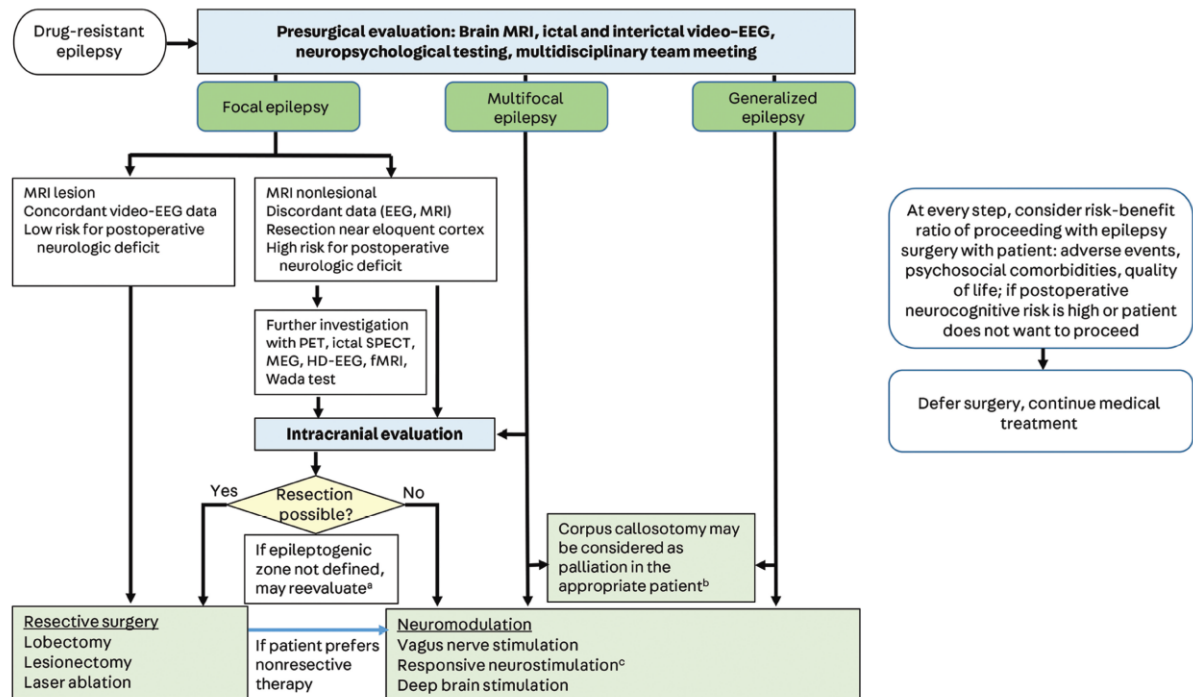 Drug-resistant
epilepsy
Presurgical evaluation: Brain MRI, ictal and interictal video-EEG,
neuropsychological testing, multidisciplinary team meeting
Focal epilepsy
Multifocal
epilepsy
Generalized
epilepsy
MRI lesion
Concordant video-EEG data
Low risk for postoperative
neurologic deficit
MRI nonlesional
Discordant data (EEG, MRI)
Resection near eloquent cortex
High risk for postoperative
neurologic deficit
At every step, consider risk-benefit
ratio of proceeding with epilepsy
surgery with patient: adverse events,
psychosocial comorbidities, quality
of life; if postoperative
neurocognitive risk is high or patient
does not want to proceed
Further investigation
with PET, ictal SPECT,
MEG, HD-EEG, fMRI,
Wada test
Defer surgery, continue medical
treatment
Intracranial evaluation
Yes
Resection
possible?
No
If epileptogenic
zone not defined,
may reevaluateᵃ
Corpus callosotomy may
be considered as
palliation in the
appropriate patientᵇ
Resective surgery
Lobectomy
Lesionectomy
Laser ablation
If patient prefers
nonresective
therapy
Neuromodulation
Vagus nerve stimulation
Responsive neurostimulationᶜ
Deep brain stimulation